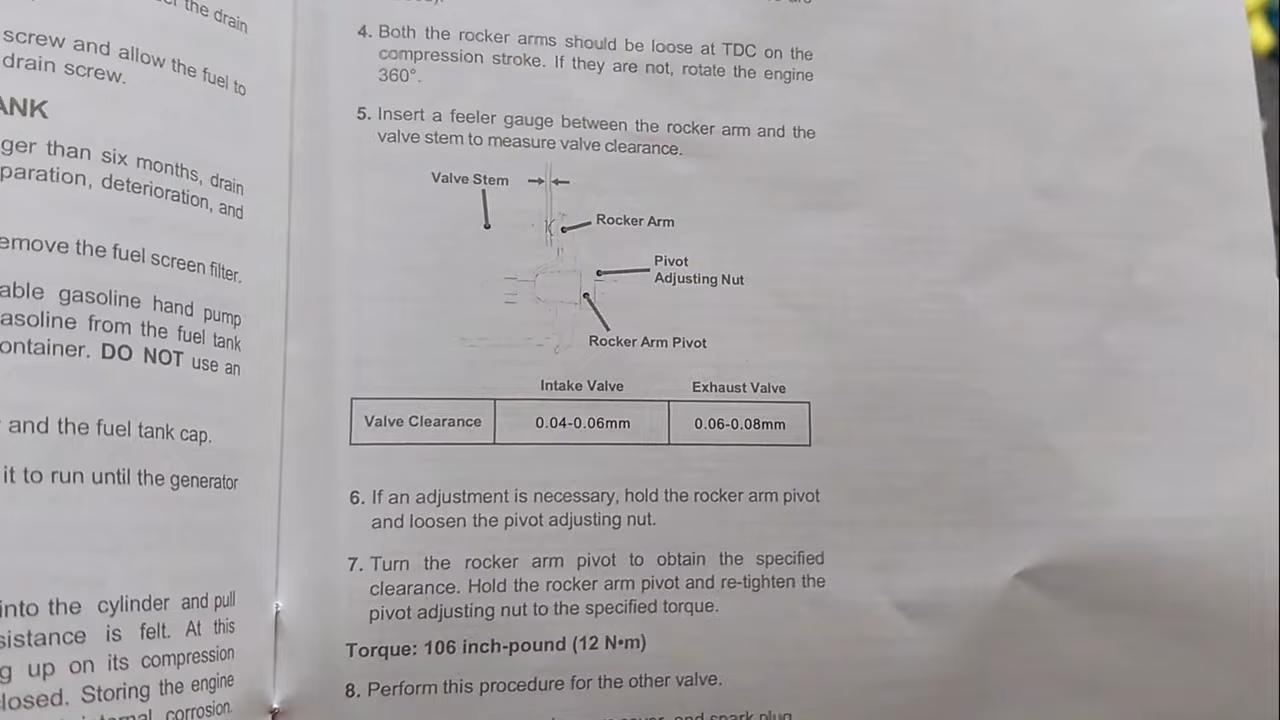 the drain
screw and allow the fuel to
drain screw.
ANK
ger than six months, drain
paration, deterioration, and
emove the fuel screen filter.
able gasoline hand pump
asoline from the fuel tank
ontainer. DO NOT use an
and the fuel tank cap.
it to run until the generator
into the cylinder and pull
sistance is felt. At this
g up on its compression
losed. Storing the engine
corrosion.
4. Both the rocker arms should be loose at TDC on the
compression stroke. If they are not, rotate the engine
360°.
5. Insert a feeler gauge between the rocker arm and the
valve stem to measure valve clearance.
Valve Stem
Rocker Arm
Pivot
Adjusting Nut
Rocker Arm Pivot
Intake Valve Exhaust Valve
Valve Clearance 0.04-0.06mm 0.06-0.08mm
6. If an adjustment is necessary, hold the rocker arm pivot
and loosen the pivot adjusting nut.
7. Turn the rocker arm pivot to obtain the specified
clearance. Hold the rocker arm pivot and re-tighten the
pivot adjusting nut to the specified torque.
Torque: 106 inch-pound (12 N•m)
8. Perform this procedure for the other valve.
and spark plug